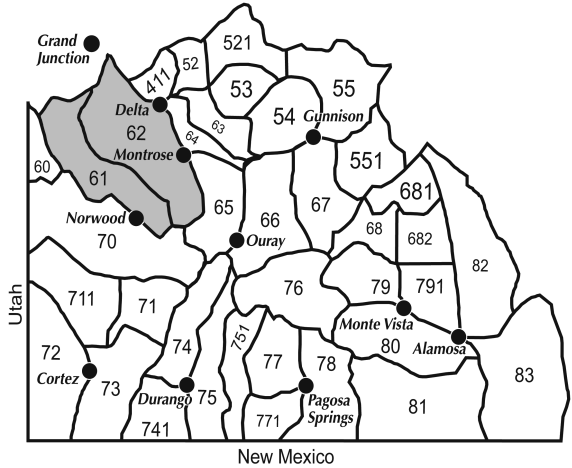 Grand
Junction
521
52
411
53
55
54
Gunnison
Delta
62
63
64
Montrose
551
60
61
681
Norwood
65
66
67
68
682
70
Ouray
82
76
79
791
711
71
Monte Vista
Utah
72
74
751
77
78
80
Alamosa
Cortez
73
Durango
75
83
Pagosa
Springs
81
741
771
New Mexico